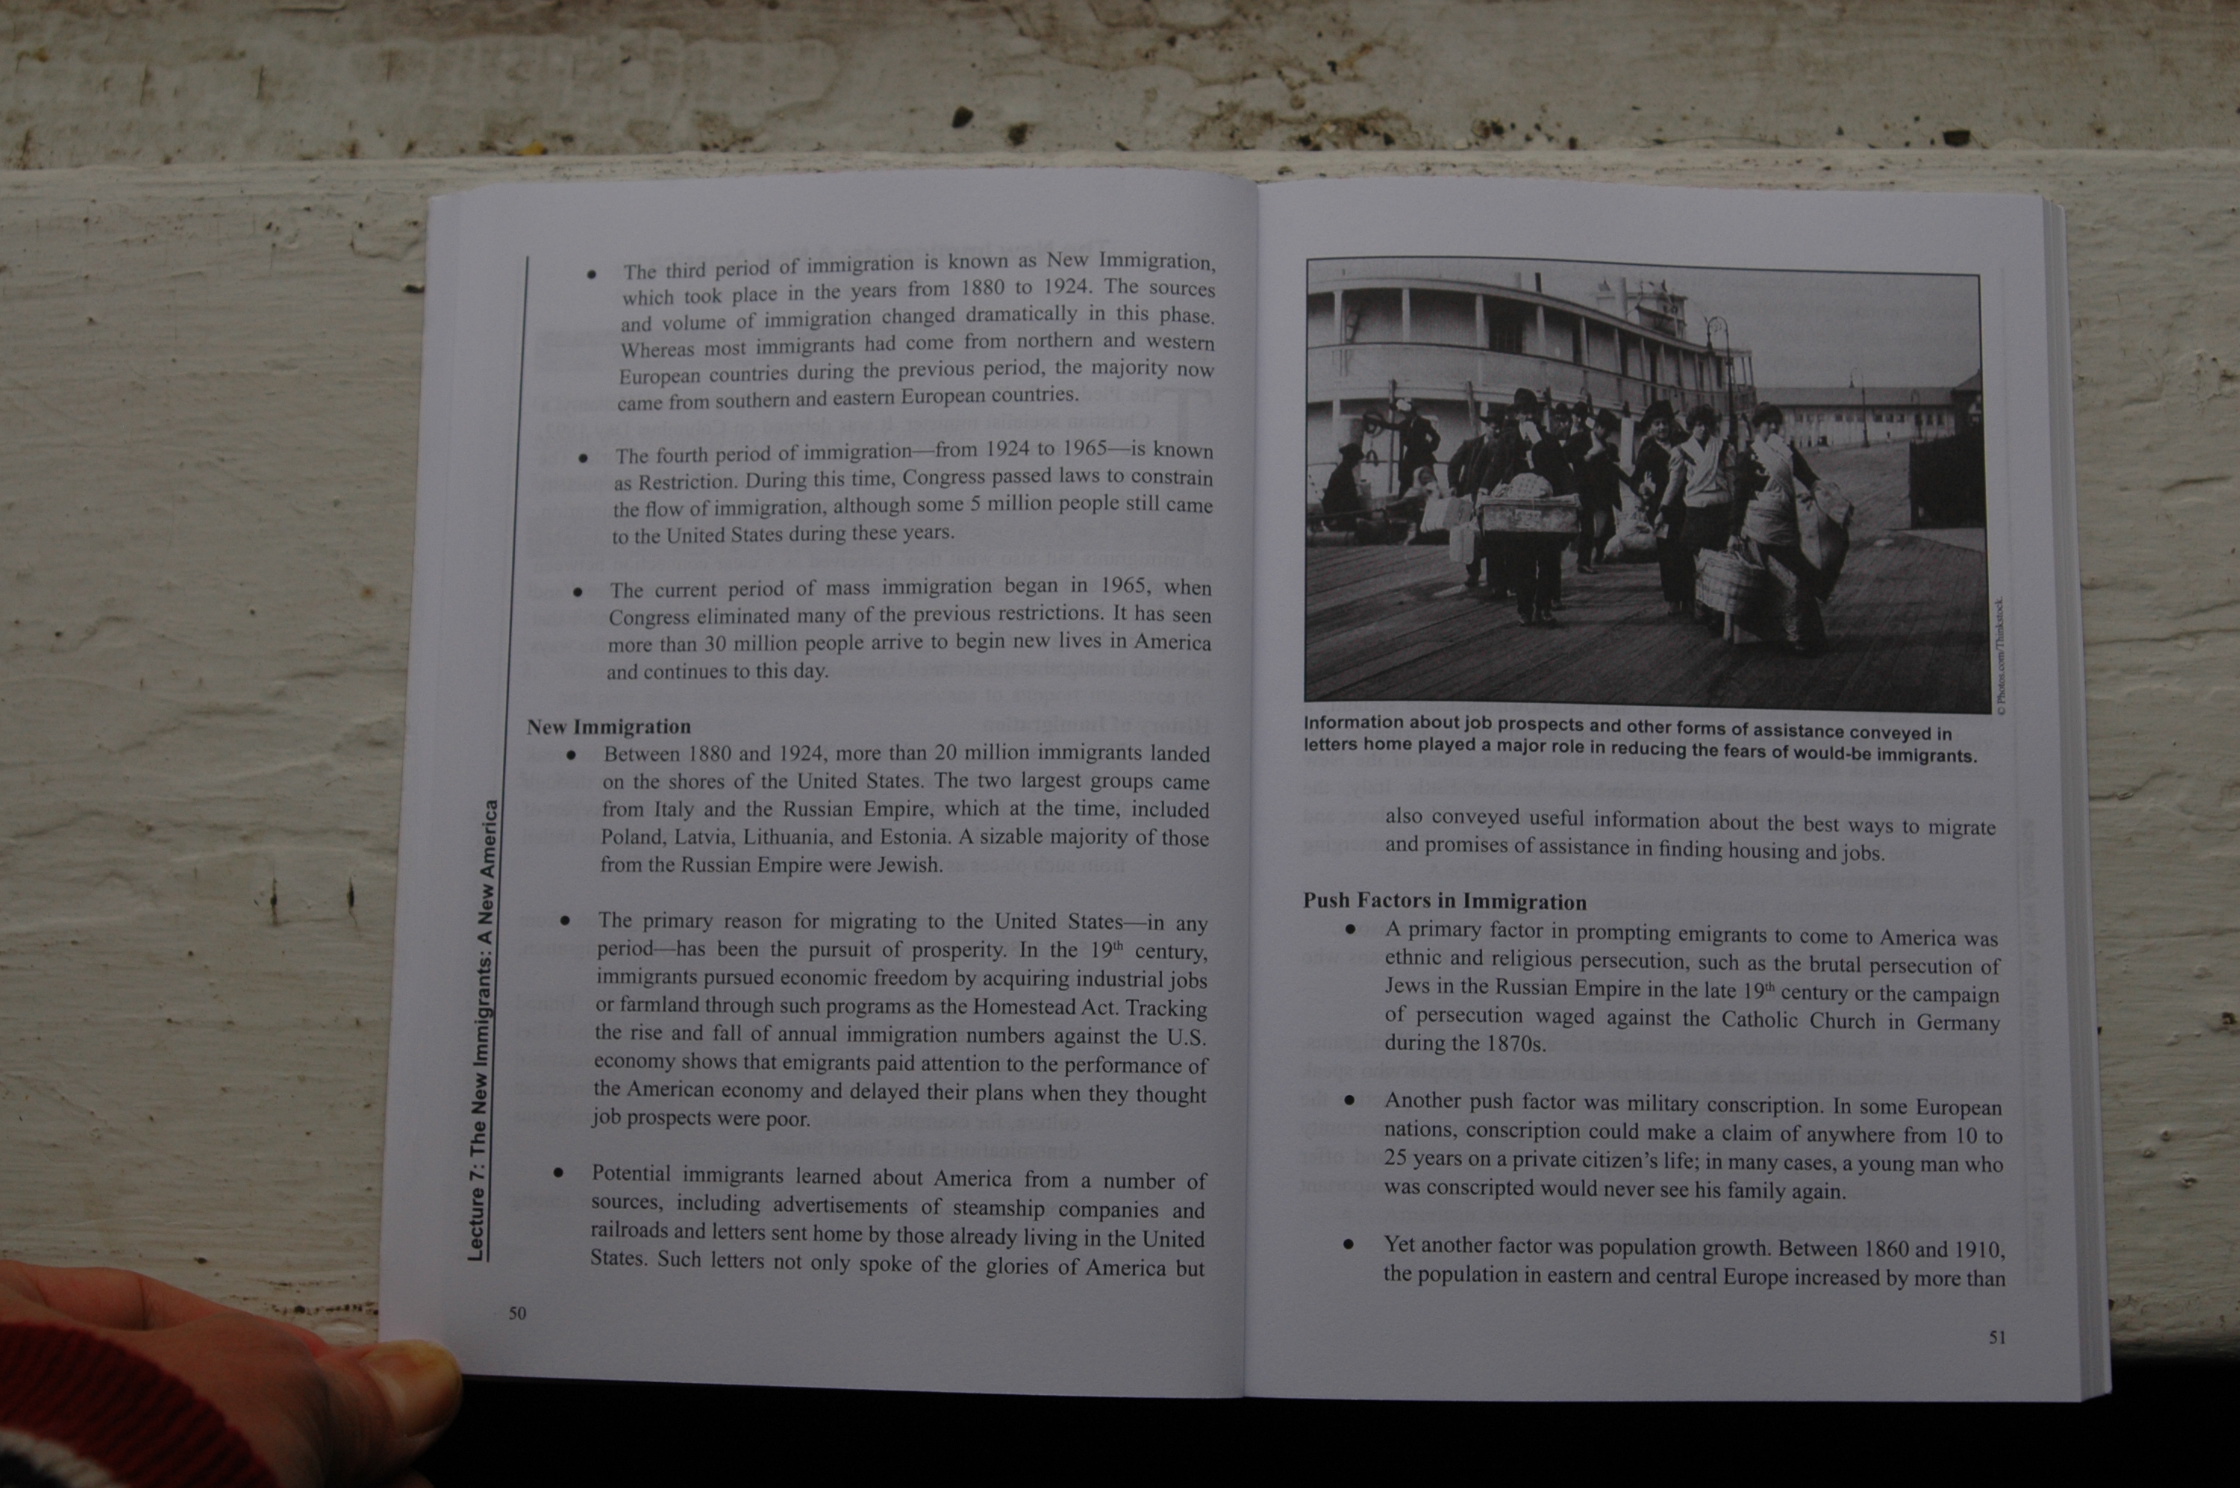 • The third period of immigration is known as New Immigration,
which took place in the years from 1880 to 1924. The sources
and volume of immigration changed dramatically in this phase.
Whereas most immigrants had come from northern and western
European countries during the previous period, the majority now
came from southern and eastern European countries.
• The fourth period of immigration—from 1924 to 1965—is known
as Restriction. During this time, Congress passed laws to constrain
the flow of immigration, although some 5 million people still came
to the United States during these years.
• The current period of mass immigration began in 1965, when
Congress eliminated many of the previous restrictions. It has seen
more than 30 million people arrive to begin new lives in America
and continues to this day.
New Immigration
• Between 1880 and 1924, more than 20 million immigrants landed
on the shores of the United States. The two largest groups came
from Italy and the Russian Empire, which at the time, included
Poland, Latvia, Lithuania, and Estonia. A sizable majority of those
from the Russian Empire were Jewish.
• The primary reason for migrating to the United States—in any
period—has been the pursuit of prosperity. In the 19th century,
immigrants pursued economic freedom by acquiring industrial jobs
or farmland through such programs as the Homestead Act. Tracking
the rise and fall of annual immigration numbers against the U.S.
economy shows that emigrants paid attention to the performance of
the American economy and delayed their plans when they thought
job prospects were poor.
• Potential immigrants learned about America from a number of
sources, including advertisements of steamship companies and
railroads and letters sent home by those already living in the United
States. Such letters not only spoke of the glories of America but
Lecture 7: The New Immigrants: A New America
50
© Photos.com/Thinkstock.
Information about job prospects and other forms of assistance conveyed in
letters home played a major role in reducing the fears of would-be immigrants.
also conveyed useful information about the best ways to migrate
and promises of assistance in finding housing and jobs.
Push Factors in Immigration
• A primary factor in prompting emigrants to come to America was
ethnic and religious persecution, such as the brutal persecution of
Jews in the Russian Empire in the late 19th century or the campaign
of persecution waged against the Catholic Church in Germany
during the 1870s.
• Another push factor was military conscription. In some European
nations, conscription could make a claim of anywhere from 10 to
25 years on a private citizen's life; in many cases, a young man who
was conscripted would never see his family again.
• Yet another factor was population growth. Between 1860 and 1910,
the population in eastern and central Europe increased by more than
51